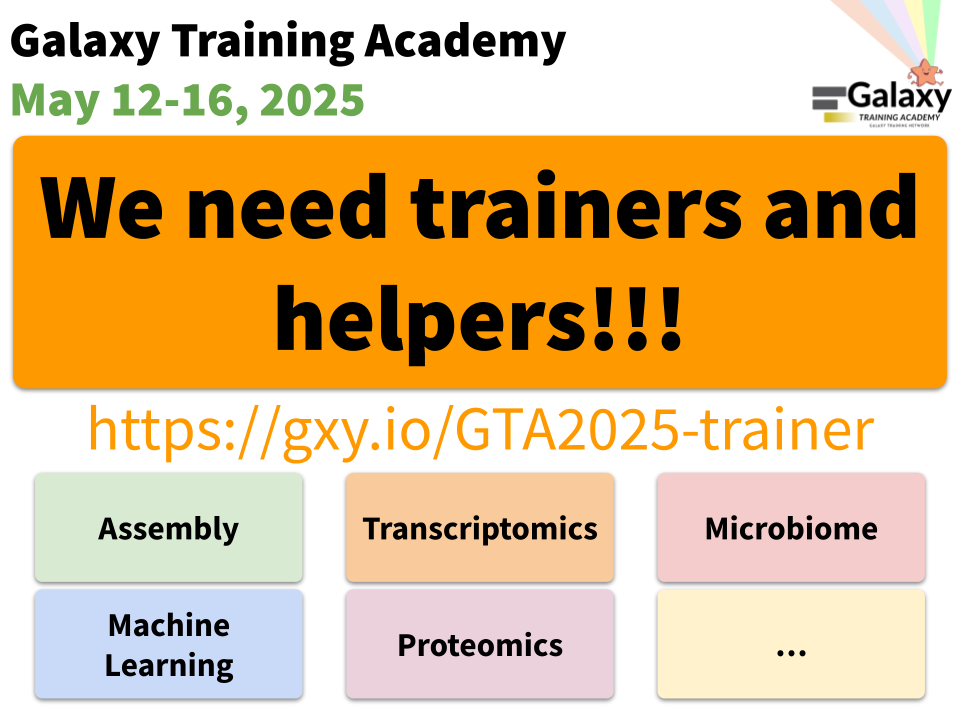 Galaxy Training Academy
May 12-16, 2025
Galaxy
TRAINING ACADEMY
GALAXY TRAINING NETWORK
We need trainers and
helpers!!!
https://gxy.io/GTA2025-trainer
Assembly
Transcriptomics
Microbiome
Machine
Learning
Proteomics
...